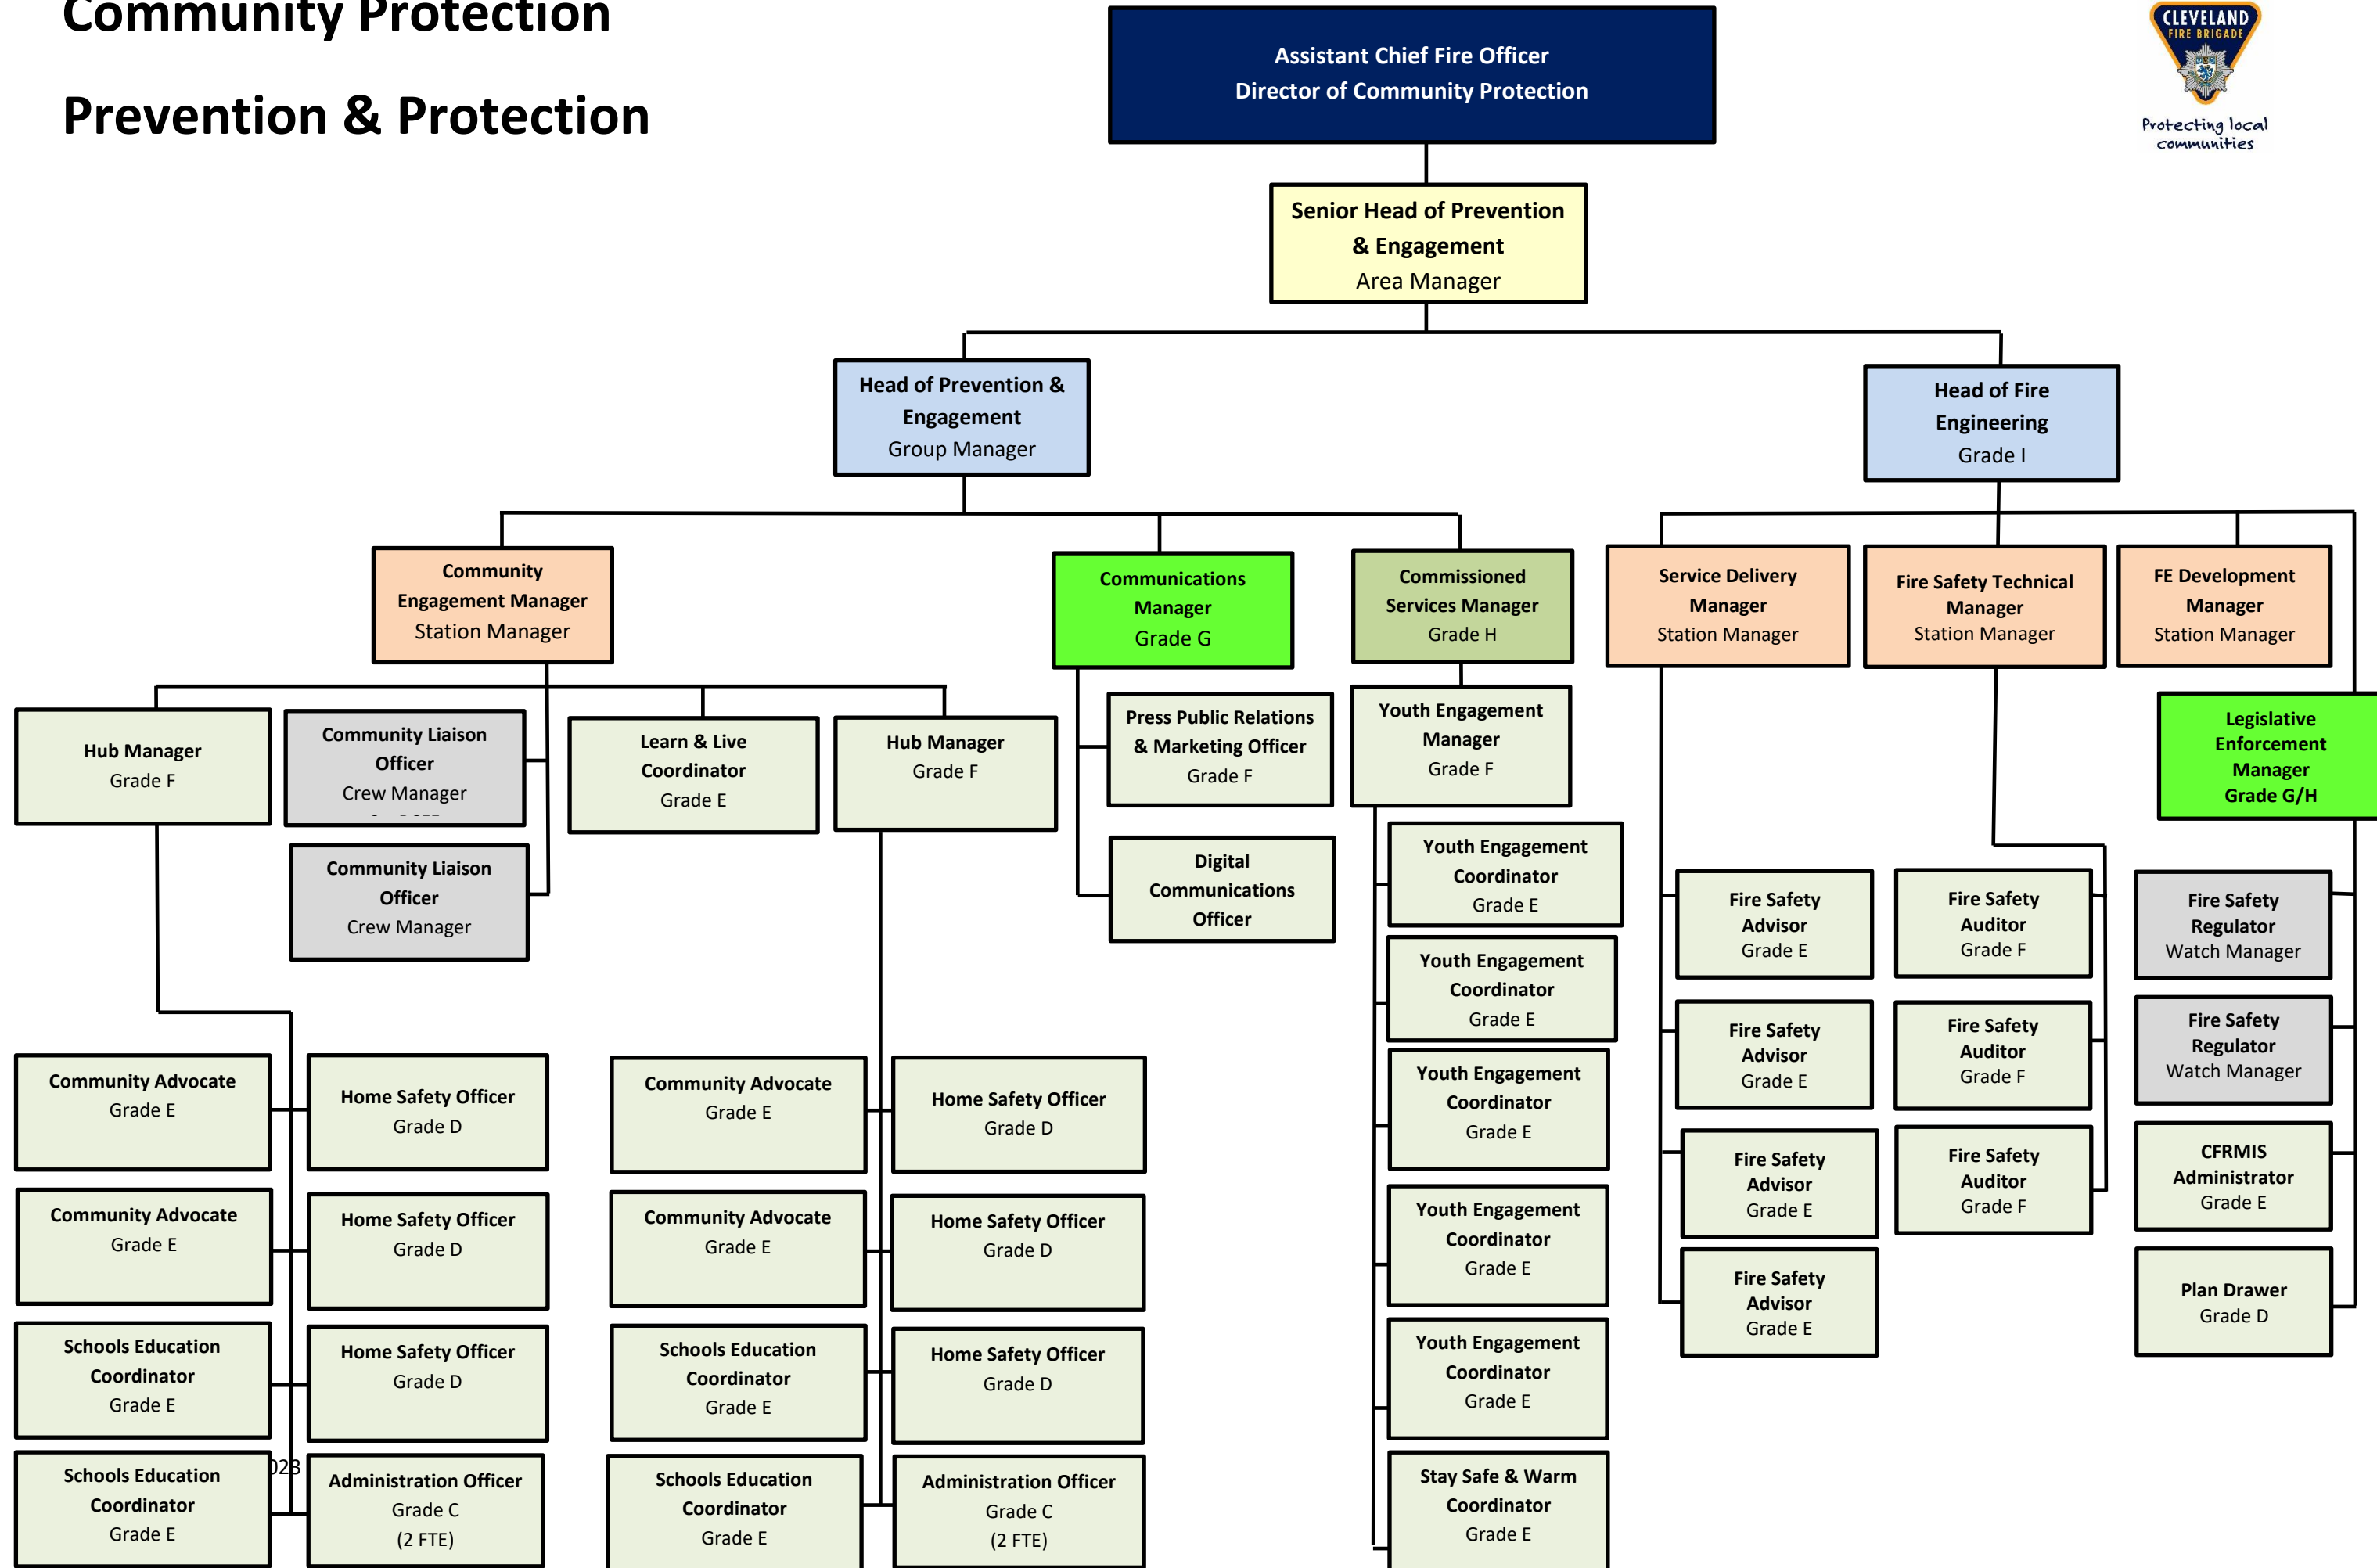 Community Protection
Prevention & Protection
CLEVELAND
FIRE BRIGADE
Protecting local
communities
Assistant Chief Fire Officer
Director of Community Protection
Senior Head of Prevention
& Engagement
Area Manager
Head of Prevention &
Engagement
Group Manager
Head of Fire
Engineering
Grade I
Community
Engagement Manager
Station Manager
Communications
Manager
Grade G
Commissioned
Services Manager
Grade H
Service Delivery
Manager
Station Manager
Fire Safety Technical
Manager
Station Manager
FE Development
Manager
Station Manager
Hub Manager
Grade F
Community Liaison
Officer
Crew Manager
Community Liaison
Officer
Crew Manager
Learn & Live
Coordinator
Grade E
Hub Manager
Grade F
Press Public Relations
& Marketing Officer
Grade F
Digital
Communications
Officer
Youth Engagement
Manager
Grade F
Legislative
Enforcement
Manager
Grade G/H
Community Advocate
Grade E
Home Safety Officer
Grade D
Community Advocate
Grade E
Home Safety Officer
Grade D
Schools Education
Coordinator
Grade E
Home Safety Officer
Grade D
Schools Education
Coordinator
Grade E
Administration Officer
Grade C
(2 FTE)
Community Advocate
Grade E
Home Safety Officer
Grade D
Community Advocate
Grade E
Home Safety Officer
Grade D
Schools Education
Coordinator
Grade E
Home Safety Officer
Grade D
Schools Education
Coordinator
Grade E
Administration Officer
Grade C
(2 FTE)
Youth Engagement
Coordinator
Grade E
Youth Engagement
Coordinator
Grade E
Youth Engagement
Coordinator
Grade E
Youth Engagement
Coordinator
Grade E
Youth Engagement
Coordinator
Grade E
Stay Safe & Warm
Coordinator
Grade E
Fire Safety
Advisor
Grade E
Fire Safety
Advisor
Grade E
Fire Safety
Advisor
Grade E
Fire Safety
Advisor
Grade E
Fire Safety
Auditor
Grade F
Fire Safety
Auditor
Grade F
Fire Safety
Auditor
Grade F
Fire Safety
Regulator
Watch Manager
Fire Safety
Regulator
Watch Manager
CFRMIS
Administrator
Grade E
Plan Drawer
Grade D